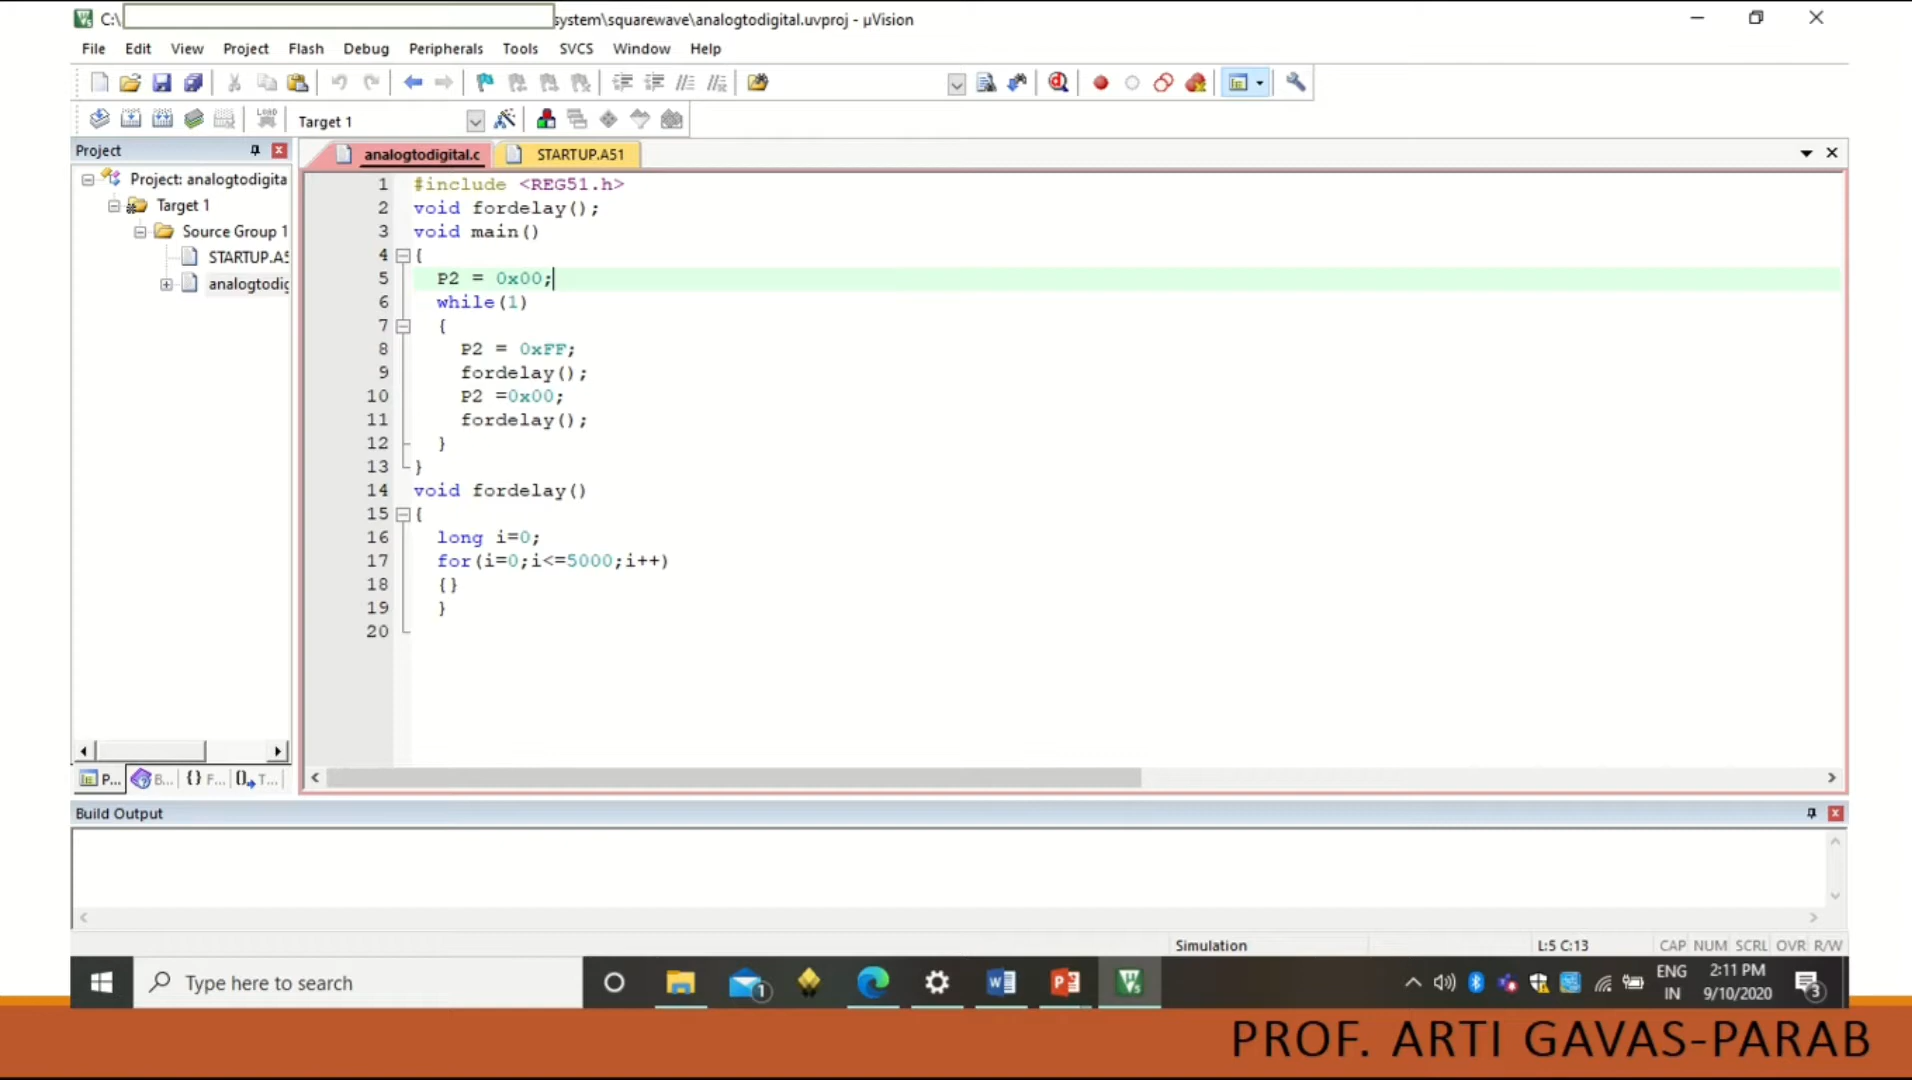 C:\ system\squarewave\analogtodigital.uvproj - µVision
File Edit View Project Flash Debug Peripherals Tools SVCS Window Help
LOAD Target 1
Project
analogtodigital.c STARTUP.A51
Project: analogtodigita
Target 1
Source Group 1
STARTUP.A5
analogtodig
1 #include <REG51.h>
2 void fordelay();
3 void main()
4 {
5 P2 = 0x00;
6 while(1)
7 {
8 P2 = 0xFF;
9 fordelay();
10 P2 =0x00;
11 fordelay();
12 }
13 }
14 void fordelay()
15 {
16 long i=0;
17 for(i=0;i<=5000;i++)
18 {}
19 }
20
P... B... {} F... 0, T...
Build Output
Simulation L:5 C:13 CAP NUM SCRL OVR R/W
Type here to search
1
ENG
IN
2:11 PM
9/10/2020
3
PROF. ARTI GAVAS-PARAB